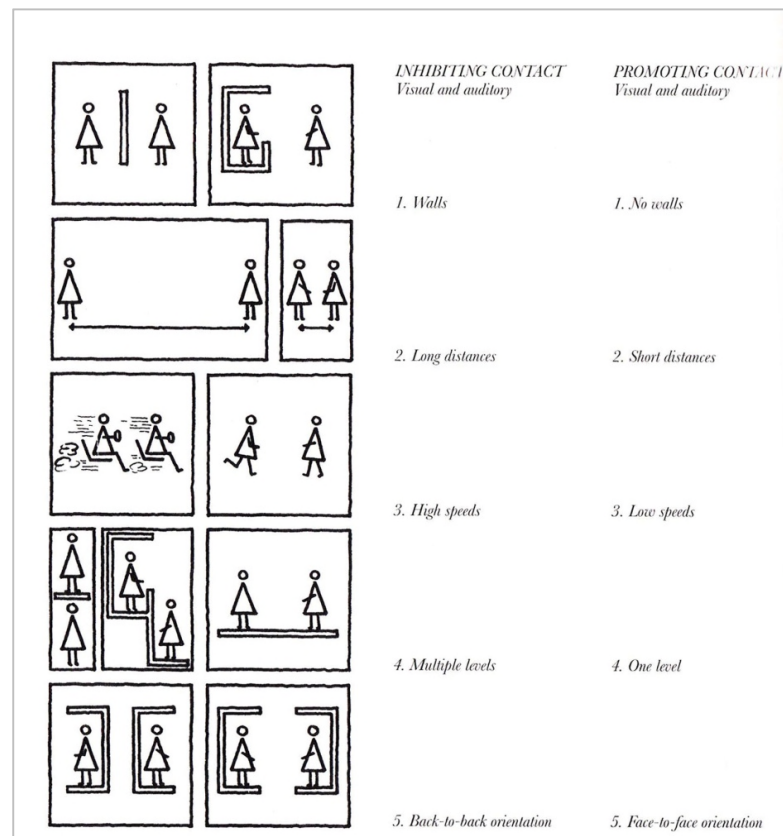 INHIBITING CONTACT
Visual and auditory
PROMOTING CONTACT
Visual and auditory
1. Walls
1. No walls
2. Long distances
2. Short distances
3. High speeds
3. Low speeds
4. Multiple levels
4. One level
5. Back-to-back orientation
5. Face-to-face orientation